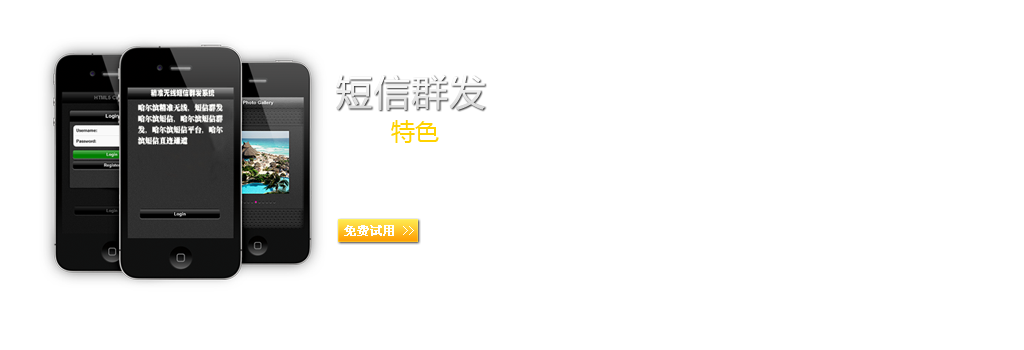 短信群发
特色
免费试用 >>
精准无线短信群发系统
哈尔滨精准无线，短信群发
哈尔滨短信，哈尔滨短信群
发，哈尔滨短信平台，哈尔
滨短信直连通道
Login
HTML5 C
Login
Username:
Password:
Login
Registe
Login
Photo Gallery